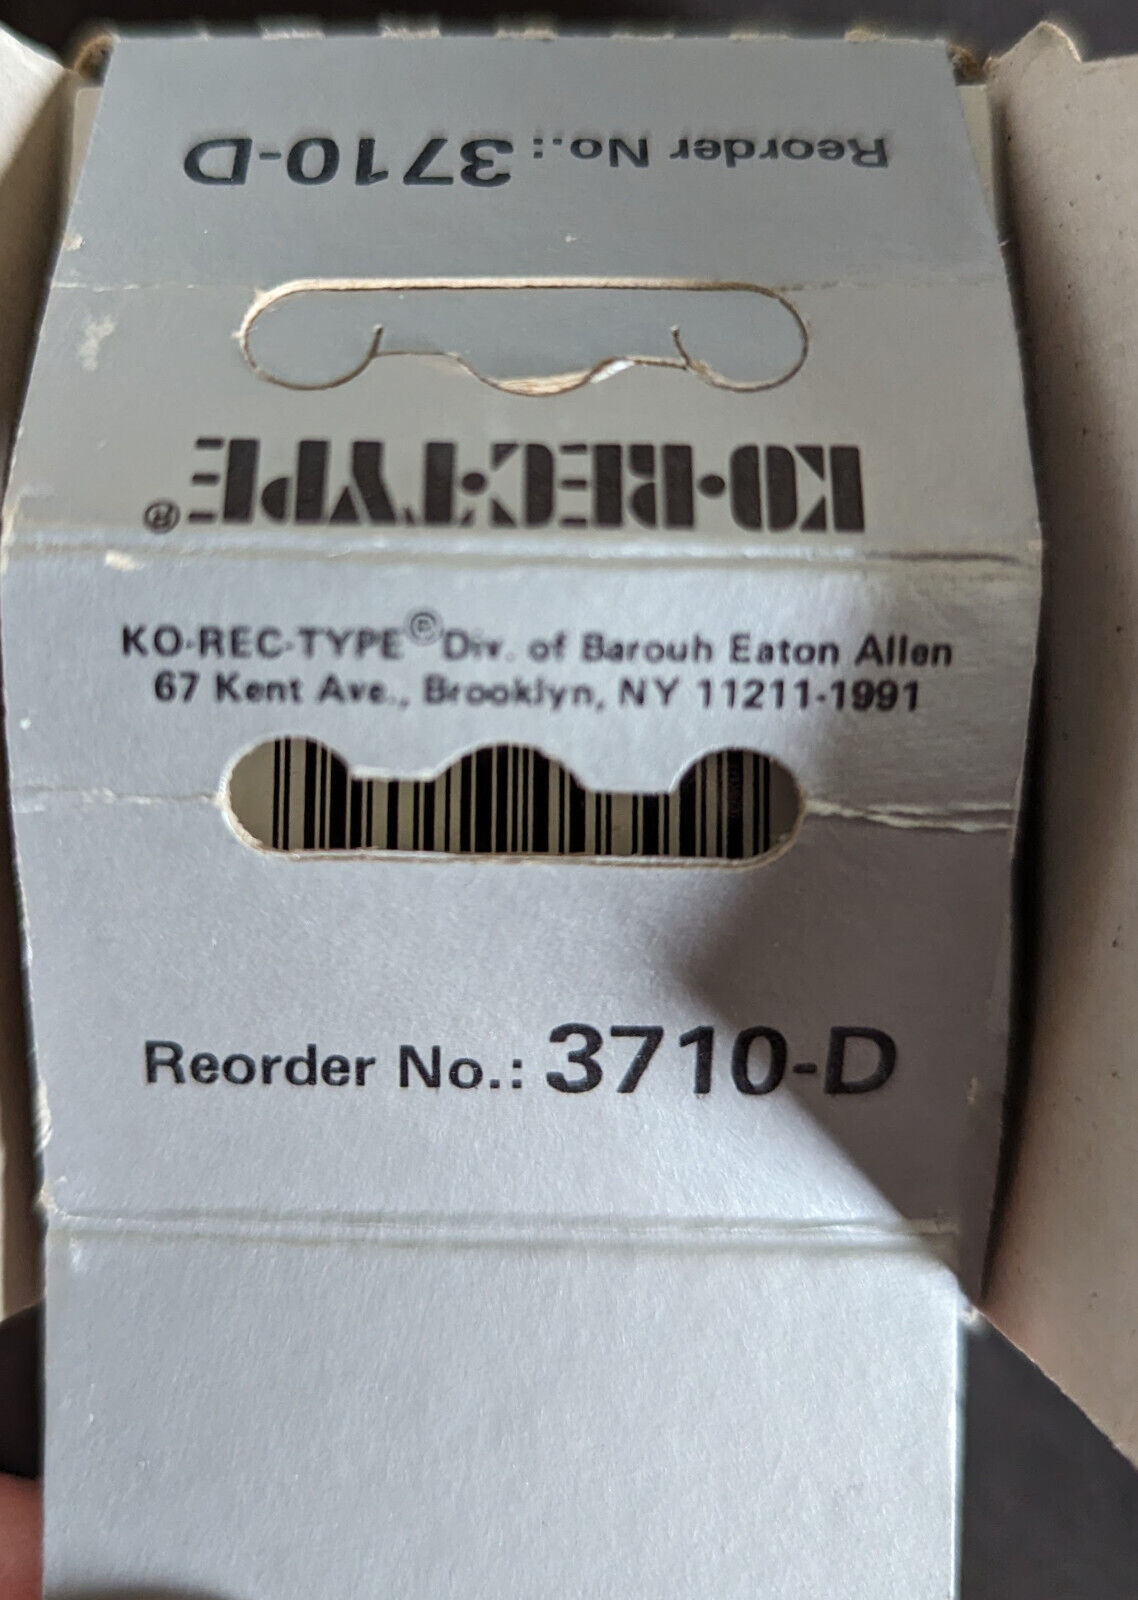 Reorder No.: 3710-D
KO·REC·TYPE®
KO-REC-TYPE© Div. of Barouh Eaton Allen
67 Kent Ave., Brooklyn, NY 11211-1991
Reorder No.: 3710-D